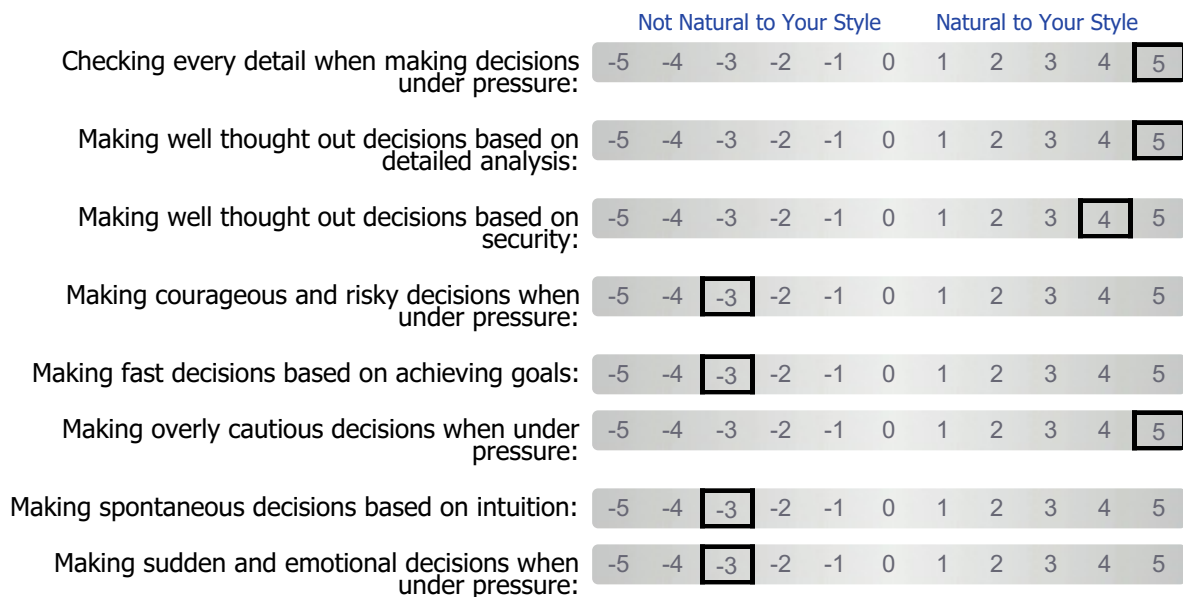 Not Natural to Your Style Natural to Your Style
Checking every detail when making decisions -5 -4 -3 -2 -1 0 1 2 3 4 5
under pressure:
Making well thought out decisions based on -5 -4 -3 -2 -1 0 1 2 3 4 5
detailed analysis:
Making well thought out decisions based on -5 -4 -3 -2 -1 0 1 2 3 4 5
security:
Making courageous and risky decisions when -5 -4 -3 -2 -1 0 1 2 3 4 5
under pressure:
Making fast decisions based on achieving goals: -5 -4 -3 -2 -1 0 1 2 3 4 5
Making overly cautious decisions when under -5 -4 -3 -2 -1 0 1 2 3 4 5
pressure:
Making spontaneous decisions based on intuition: -5 -4 -3 -2 -1 0 1 2 3 4 5
Making sudden and emotional decisions when -5 -4 -3 -2 -1 0 1 2 3 4 5
under pressure: